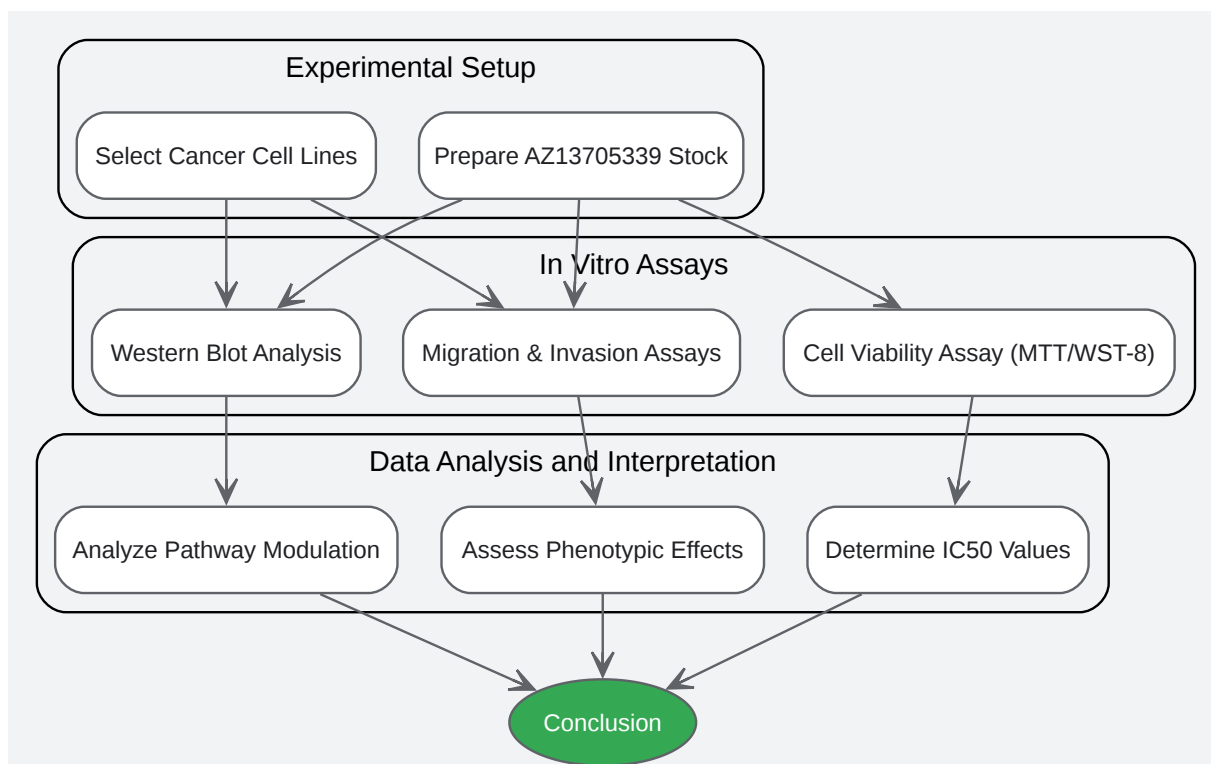 Experimental Setup
Select Cancer Cell Lines
Prepare AZ13705339 Stock
In Vitro Assays
Western Blot Analysis
Migration & Invasion Assays
Cell Viability Assay (MTT/WST-8)
Data Analysis and Interpretation
Analyze Pathway Modulation
Assess Phenotypic Effects
Determine IC50 Values
Conclusion